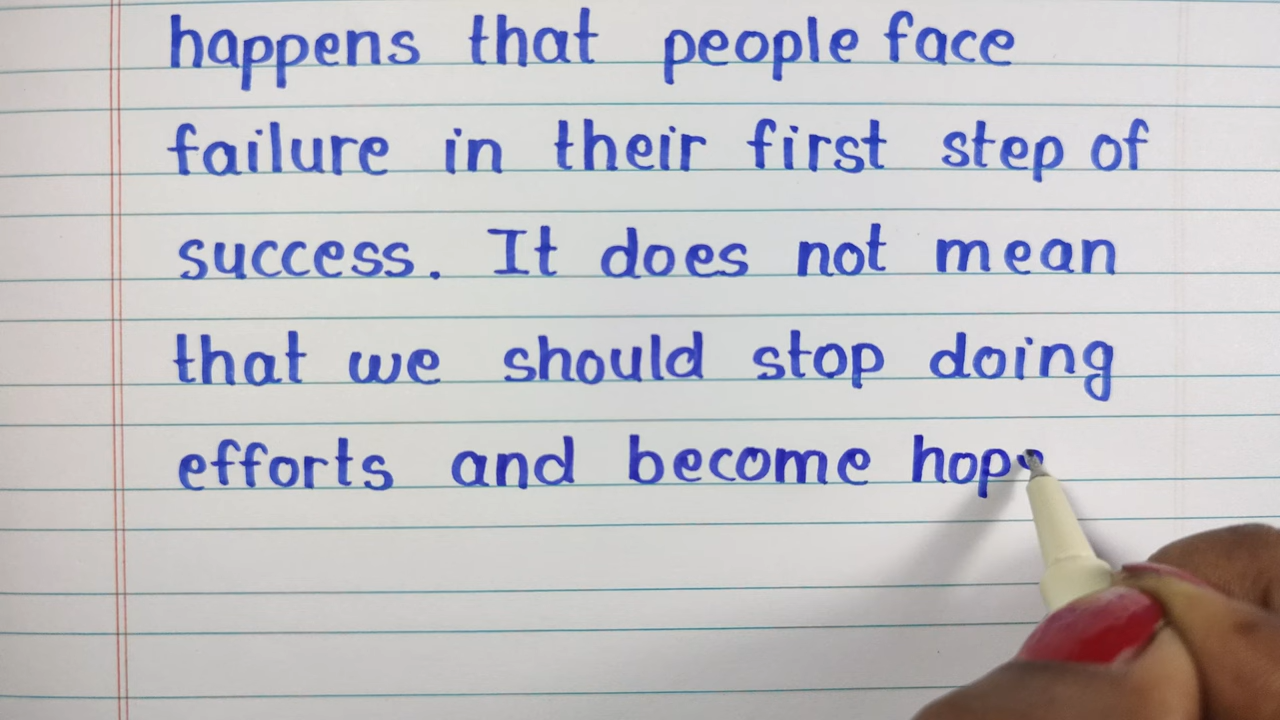 happens that people face
failure in their first step of
success. It does not mean
that we should stop doing
efforts and become hope